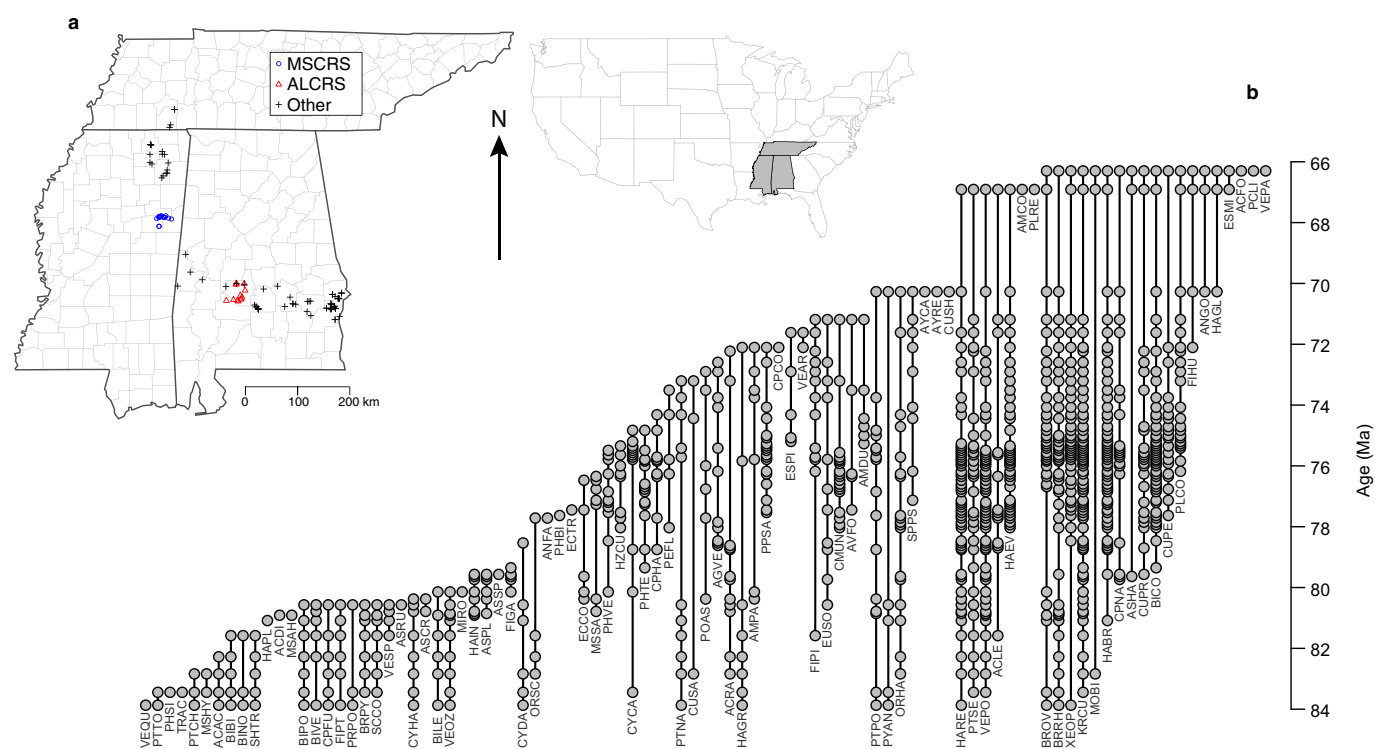 a
MSCRS
ALCRS
Other
N
0 100 200 km
b
66
68
70
72
74
76
78
80
82
84
Age (Ma)
VEQU
PTTO
PHSI
TRAC
PTCH
MSHY
ACAC
BIBI
BINO
SHTR
HAPL
ACDI
MSAH
BIPO
BIVE
CPFU
FIPT
PRPO
BRPY
SCCO
VESP
ASRU
CYHA
ASCR
BILE
VEOZ
MIRO
HAIN
ASPL
ASSP
FIGA
CYDA
ORSC
ANFA
PHBI
ECTR
ECCO
MSSA
PHVE
HZCU
CYCA
PHTE
CPHA
PEFL
PTNA
CUSA
POAS
AGVE
ACRA
HAGR
AMPA
PPSA
CPCO
ESPI
VEAR
FIPI
EUSO
CMUN
AVFO
AMDU
PTPO
PYAN
ORHA
SPPS
AYCA
AYRE
CUSH
HARE
PTSE
VEPO
ACLE
HAEV
AMCO
PLRE
BROV
BRRH
XEOP
KRCU
MOBI
HABR
CPNA
ASHA
CUPR
BICO
CUPE
PLCO
FIHU
ANGO
HAGL
ESMI
ACFO
PCLI
VEPA